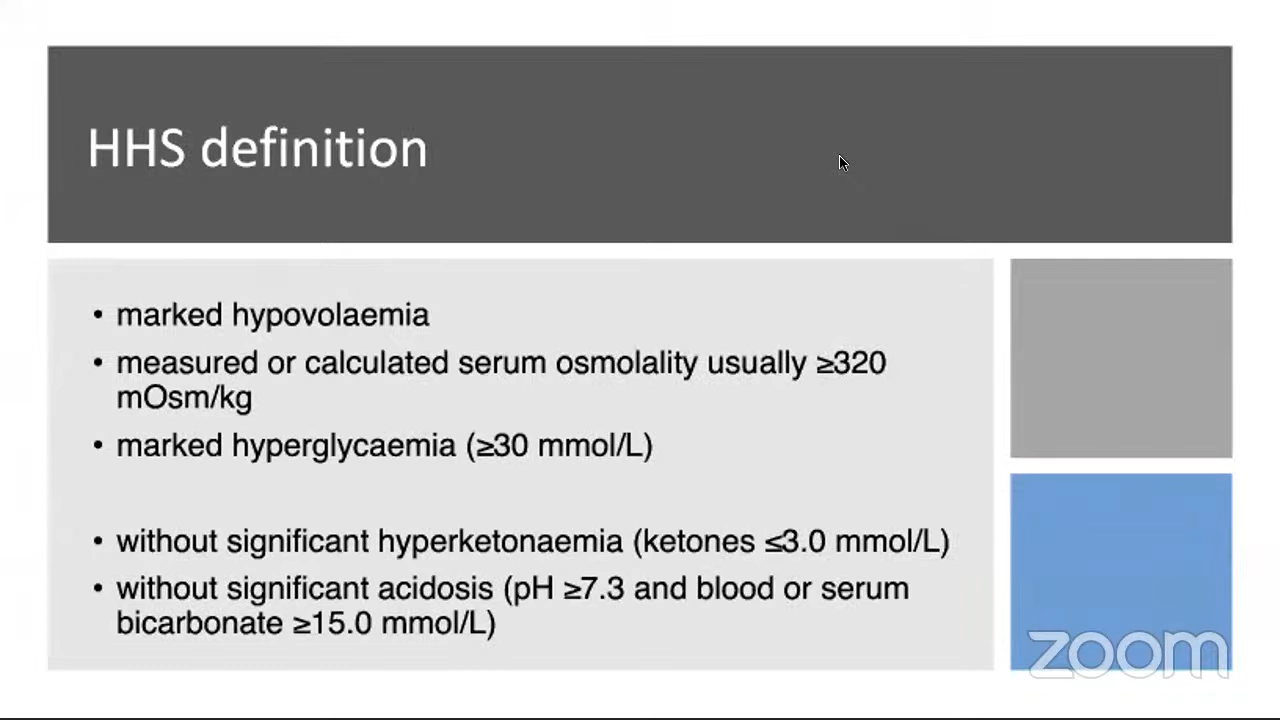 HHS definition
• marked hypovolaemia
• measured or calculated serum osmolality usually ≥320
mOsm/kg
• marked hyperglycaemia (≥30 mmol/L)
• without significant hyperketonaemia (ketones ≤3.0 mmol/L)
• without significant acidosis (pH ≥7.3 and blood or serum
bicarbonate ≥15.0 mmol/L)
zoom